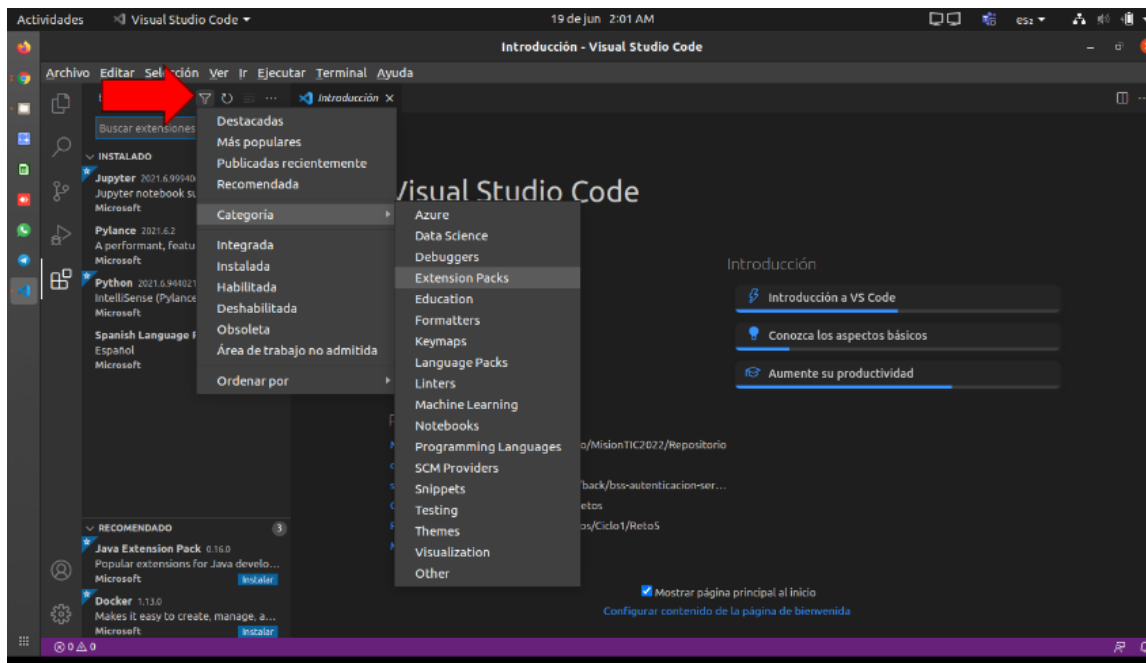 Actividades Visual Studio Code 19 de jun 2:01 AM es2
Introducción - Visual Studio Code
Archivo Editar Selección Ver Ir Ejecutar Terminal Ayuda
Introducción
Buscar extensiones
INSTALADO
Jupyter
Jupyter notebook
Microsoft
Pylance 2021.6.2
A performant,
Microsoft
Python
IntelliSense (Pylance
Microsoft
Spanish Language
Español
Microsoft
Destacadas
Más populares
Publicadas recientemente
Recomendada
Categoría
Integrada
Instalada
Habilitada
Deshabilitada
Obsoleta
Área de trabajo no admitida
Ordenar por
Azure
Data Science
Debuggers
Extension Packs
Education
Formatters
Keymaps
Language Packs
Linters
Machine Learning
Notebooks
Programming Languages
SCM Providers
Snippets
Testing
Themes
Visualization
Other
Visual Studio Code
Introducción
Introducción a VS Code
Conozca los aspectos básicos
Aumente su productividad
o/MisionTIC2022/Repositorio
/back/bss-autenticacion-ser...
etos
os/Ciclo1/Reto5
Mostrar página principal al inicio
Configurar contenido de la página de bienvenida
RECOMENDADO 3
Java Extension Pack 0.16.0
Popular extensions for Java develo...
Microsoft Instalar
Docker 1.13.0
Makes it easy to create, manage, a...
Microsoft Instalar
0 0